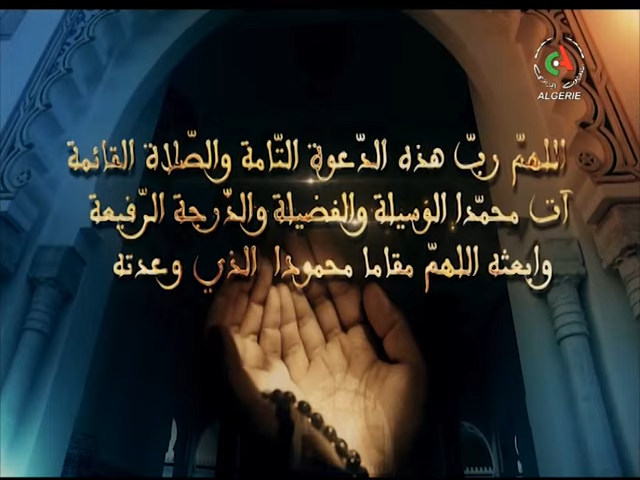 اللهمّ ربّ هذه الدّعوة التّامة والصّلاة القائمة
آت محمّدا الوسيلة والفضيلة والدّرجة الرّفيعة
وابعثه اللهمّ مقاما محمودا الذي وعدته
ALGERIE